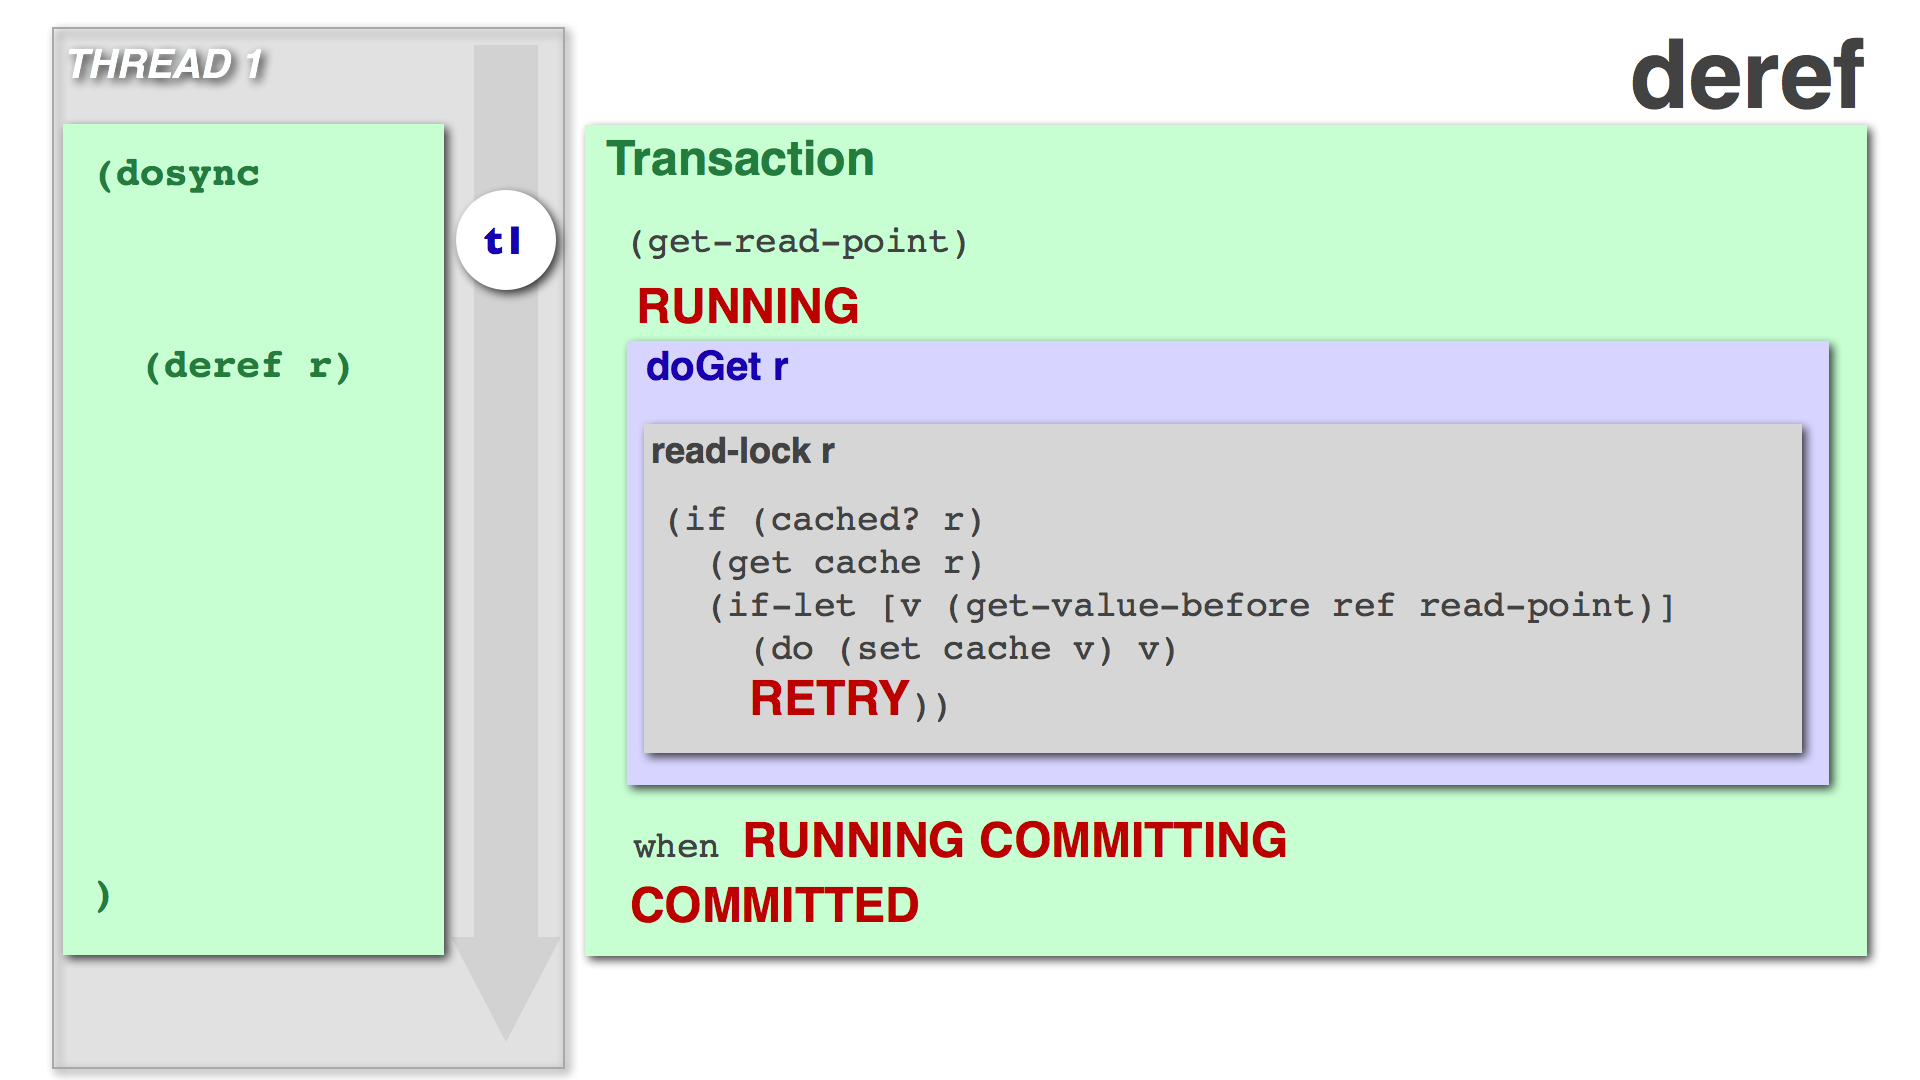 THREAD 1
deref
(dosync
(deref r)
)
t1
Transaction
(get-read-point)
RUNNING
doGet r
read-lock r
(if (cached? r)
(get cache r)
(if-let [v (get-value-before ref read-point)]
(do (set cache v) v)
RETRY))
when RUNNING COMMITTING
COMMITTED